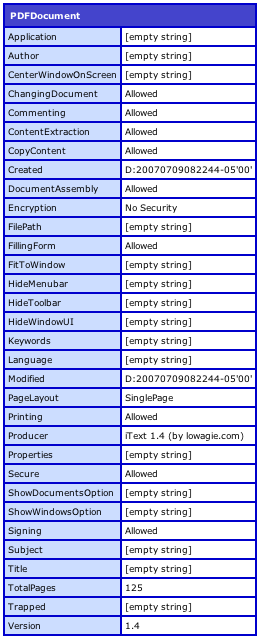 PDFDocument
Application [empty string]
Author [empty string]
CenterWindowOnScreen [empty string]
ChangingDocument Allowed
Commenting Allowed
ContentExtraction Allowed
CopyContent Allowed
Created D:20070709082244-05'00'
DocumentAssembly Allowed
Encryption No Security
FilePath [empty string]
FillingForm Allowed
FitToWindow [empty string]
HideMenubar [empty string]
HideToolbar [empty string]
HideWindowUI [empty string]
Keywords [empty string]
Language [empty string]
Modified D:20070709082244-05'00'
PageLayout SinglePage
Printing Allowed
Producer iText 1.4 (by lowagie.com)
Properties [empty string]
Secure Allowed
ShowDocumentsOption [empty string]
ShowWindowsOption [empty string]
Signing Allowed
Subject [empty string]
Title [empty string]
TotalPages 125
Trapped [empty string]
Version 1.4